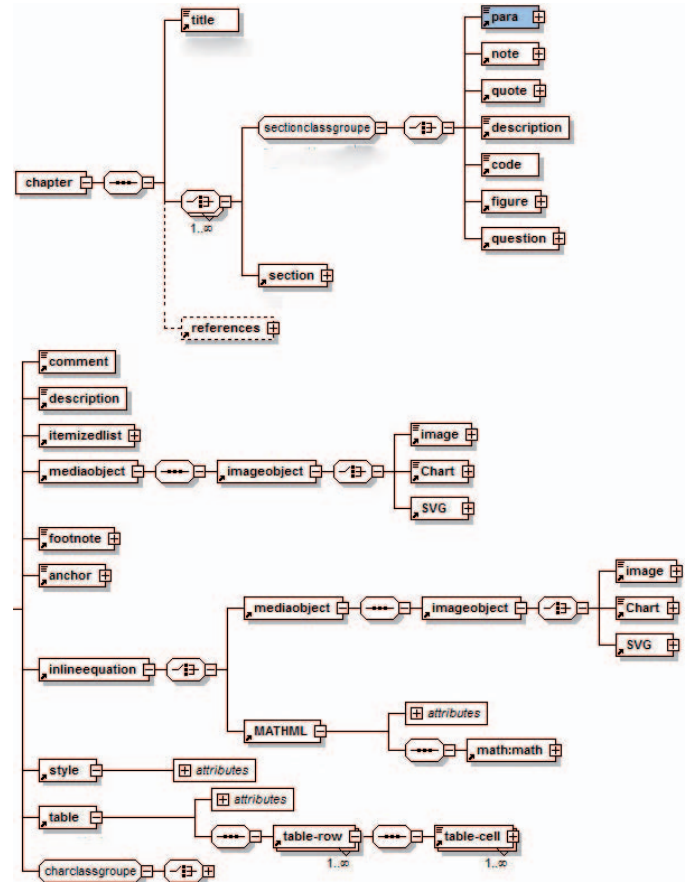 title
para
note
quote
sectionclassgroupe
description
chapter
code
1..∞
figure
question
section
references
comment
description
itemizedlist
image
mediaobject
imageobject
Chart
SVG
footnote
anchor
image
mediaobject
imageobject
Chart
SVG
inlineequation
attributes
MATHML
math:math
style
attributes
attributes
table
table-row
table-cell
1..∞
1..∞
charclassgroupe